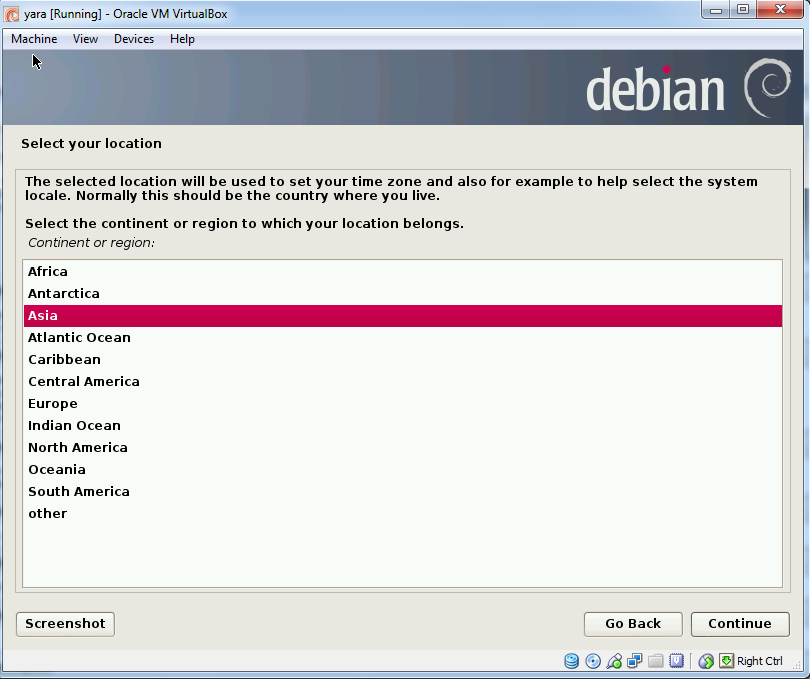 yara [Running] - Oracle VM VirtualBox
Machine View Devices Help
debian
Select your location
The selected location will be used to set your time zone and also for example to help select the system
locale. Normally this should be the country where you live.
Select the continent or region to which your location belongs.
Continent or region:
Africa
Antarctica
Asia
Atlantic Ocean
Caribbean
Central America
Europe
Indian Ocean
North America
Oceania
South America
other
Screenshot Go Back Continue
Right Ctrl